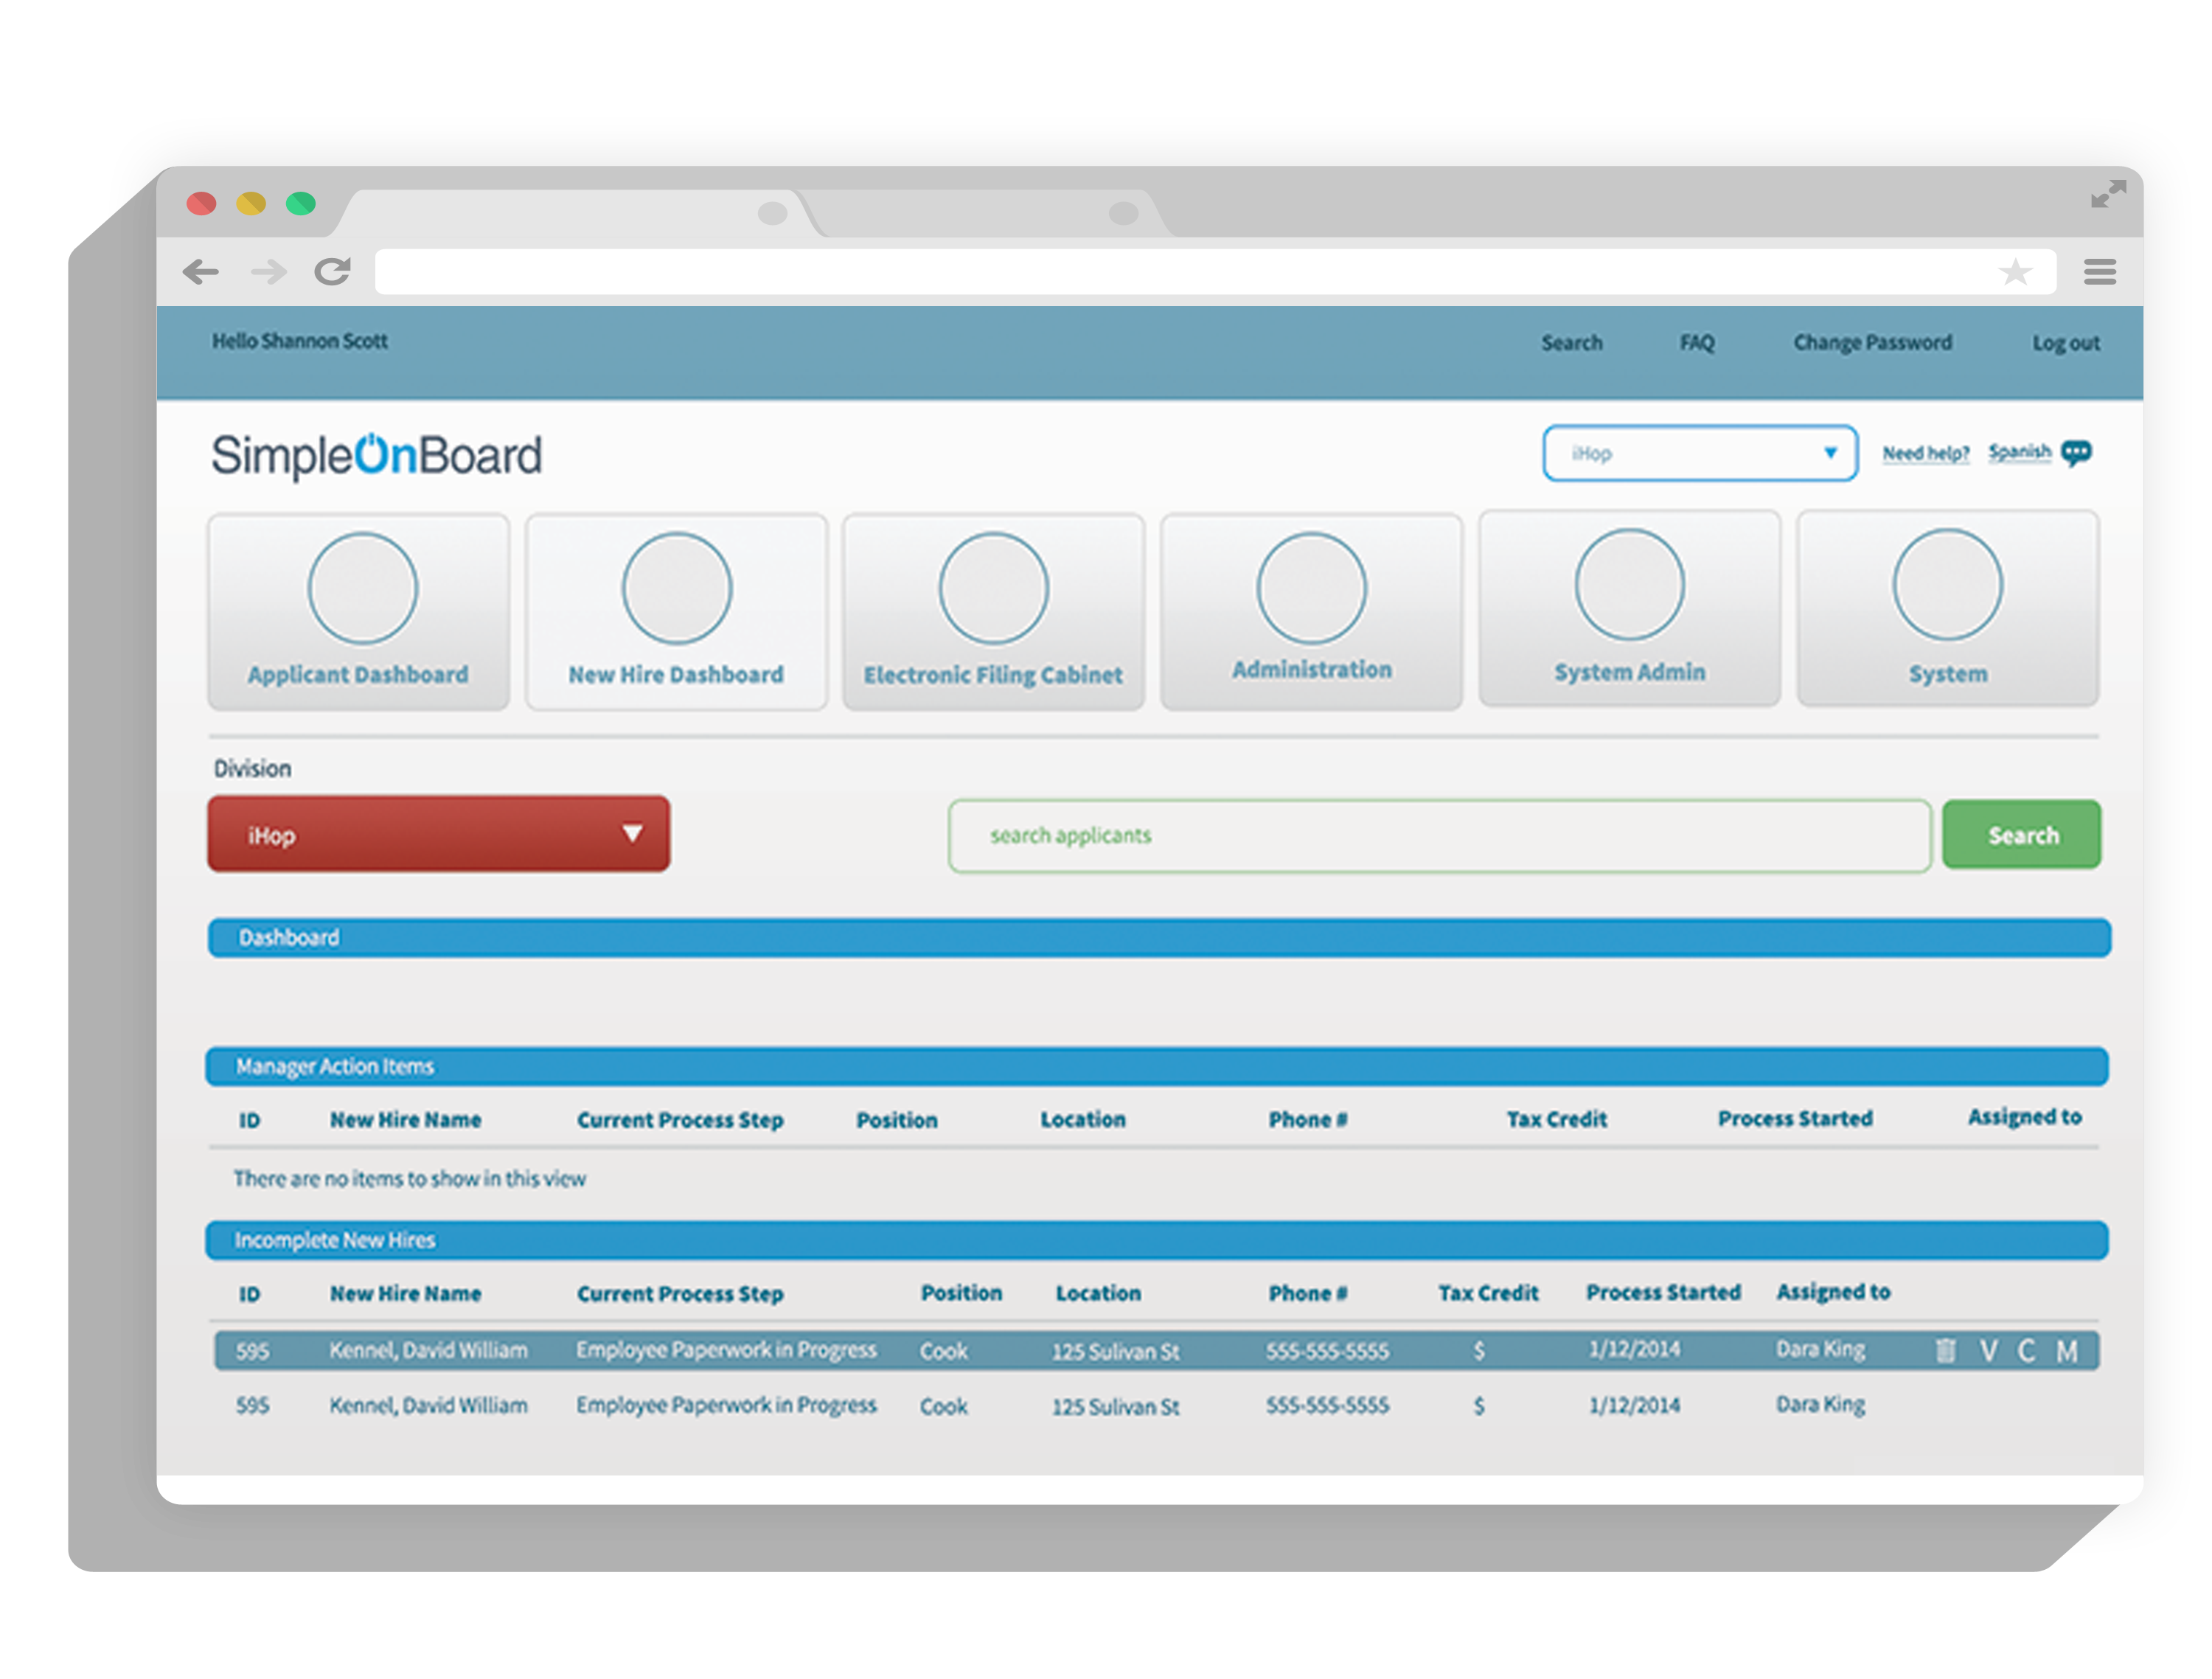 Hello Shannon Scott Search FAQ Change Password Log out
SimpleOnBoard iHop Need help? Spanish
Applicant Dashboard New Hire Dashboard Electronic Filing Cabinet Administration System Admin System
Division
iHop search applicants Search
Dashboard
Manager Action Items
ID New Hire Name Current Process Step Position Location Phone # Tax Credit Process Started Assigned to
There are no items to show in this view
Incomplete New Hires
ID New Hire Name Current Process Step Position Location Phone # Tax Credit Process Started Assigned to
595 Kennel, David William Employee Paperwork in Progress Cook 125 Sulivan St 555-555-5555 $ 1/12/2014 Dara King V C M
595 Kennel, David William Employee Paperwork in Progress Cook 125 Sulivan St 555-555-5555 $ 1/12/2014 Dara King